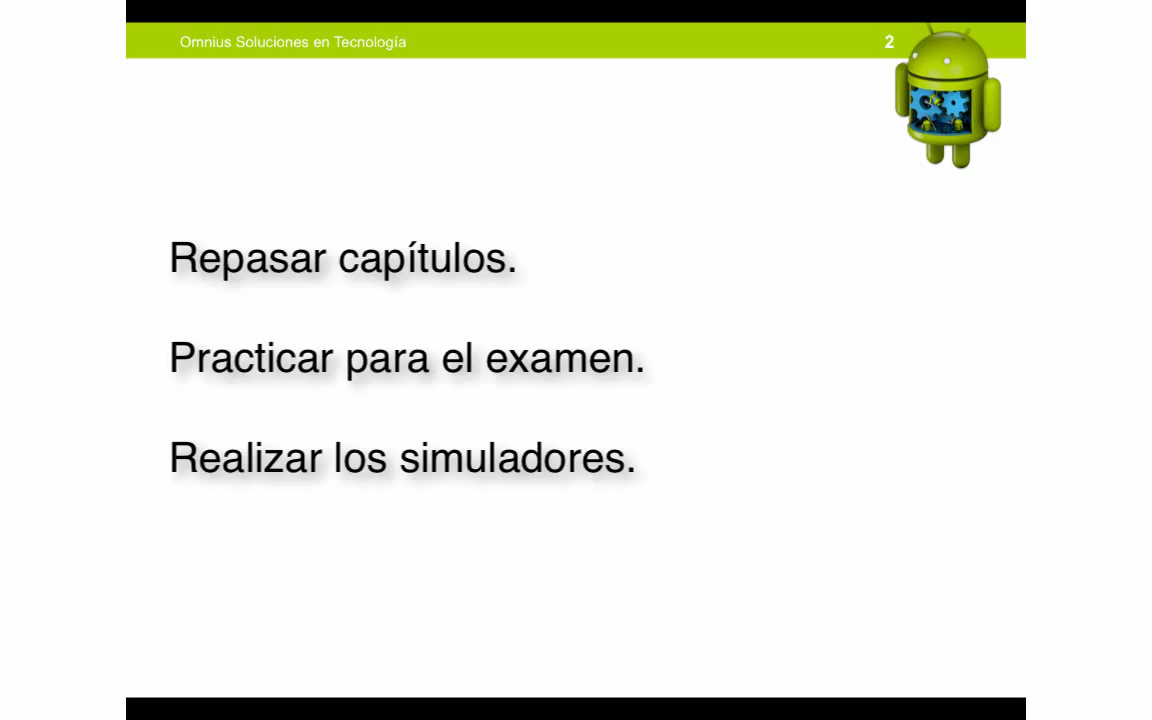 Omnius Soluciones en Tecnología
2
Repasar capítulos.
Practicar para el examen.
Realizar los simuladores.